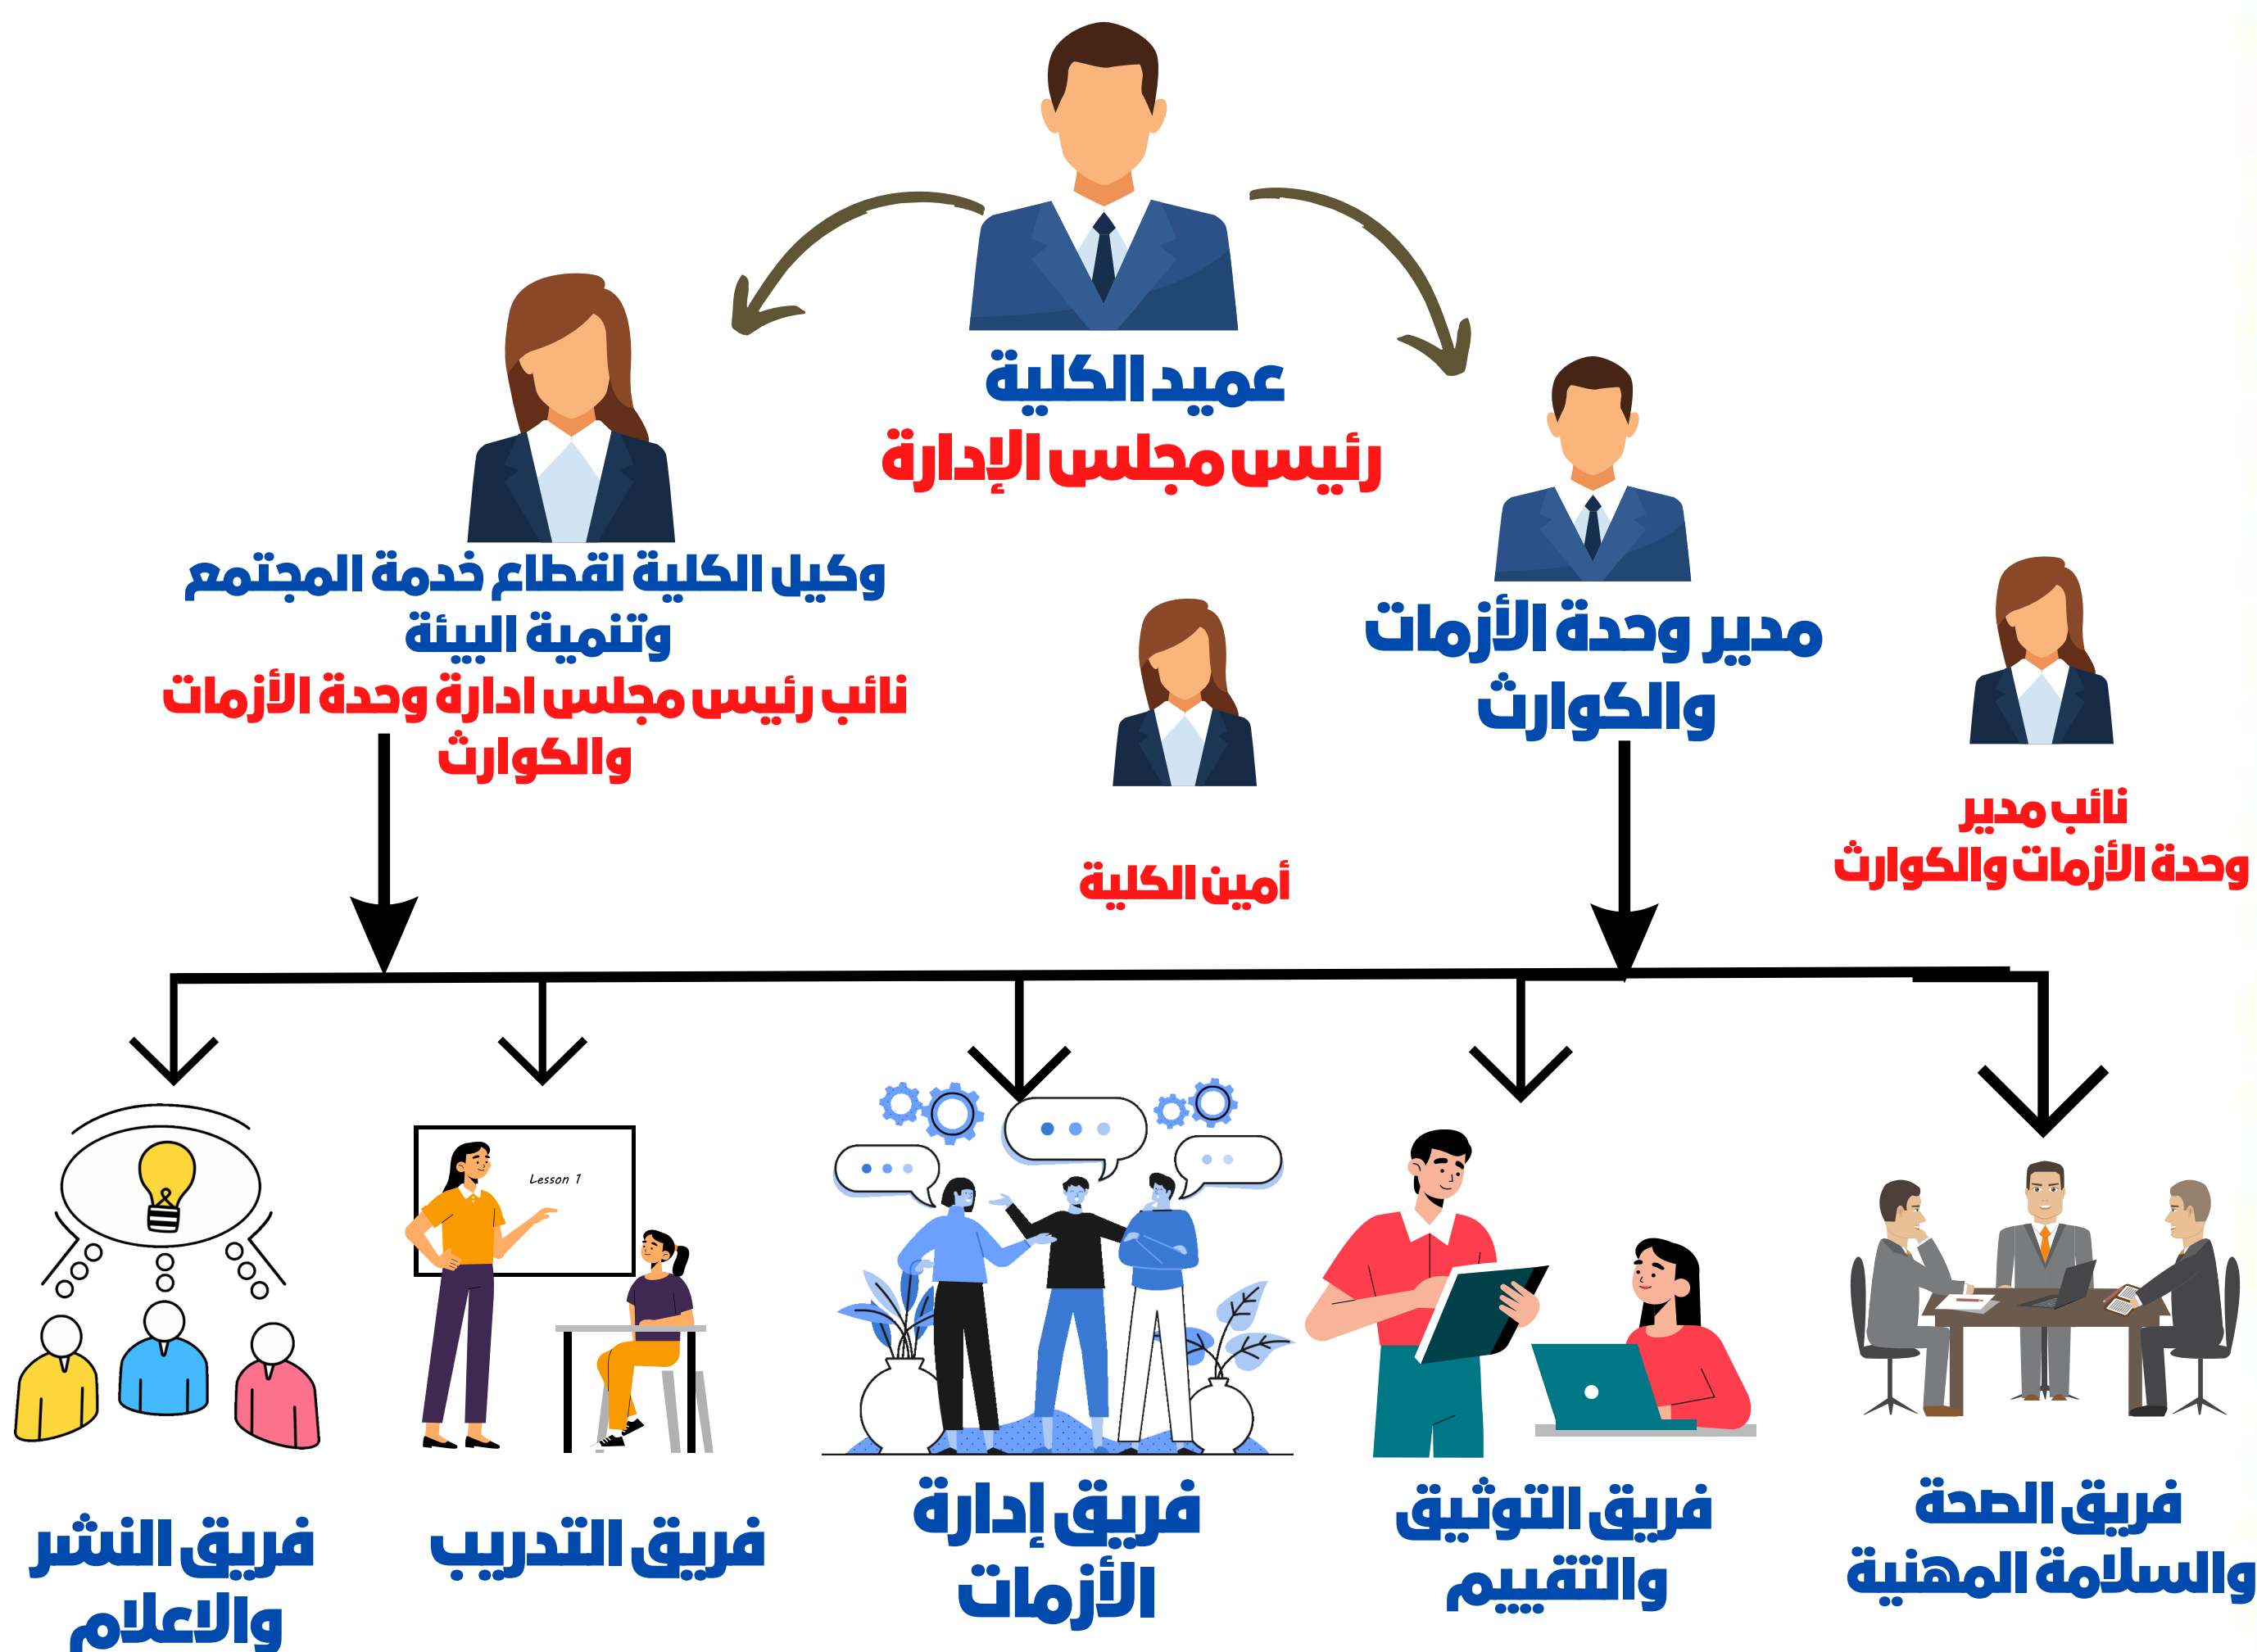 عميد الكلية
رئيس مجلس الإدارة
وكيل الكلية لقطاع خدمة المجتمع
وتنمية البيئة
نائب رئيس مجلس ادارة وحدة الأزمات
والكوارث
مدير وحدة الأزمات
والكوارث
نائب مدير
وحدة الأزمات والكوارث
أمين الكلية
Lesson 1
فريق الصحة
والسلامة المهنية
فريق التوثيق
والتقييم
فريق إدارة
الأزمات
فريق التدريب
فريق النشر
والاعلام